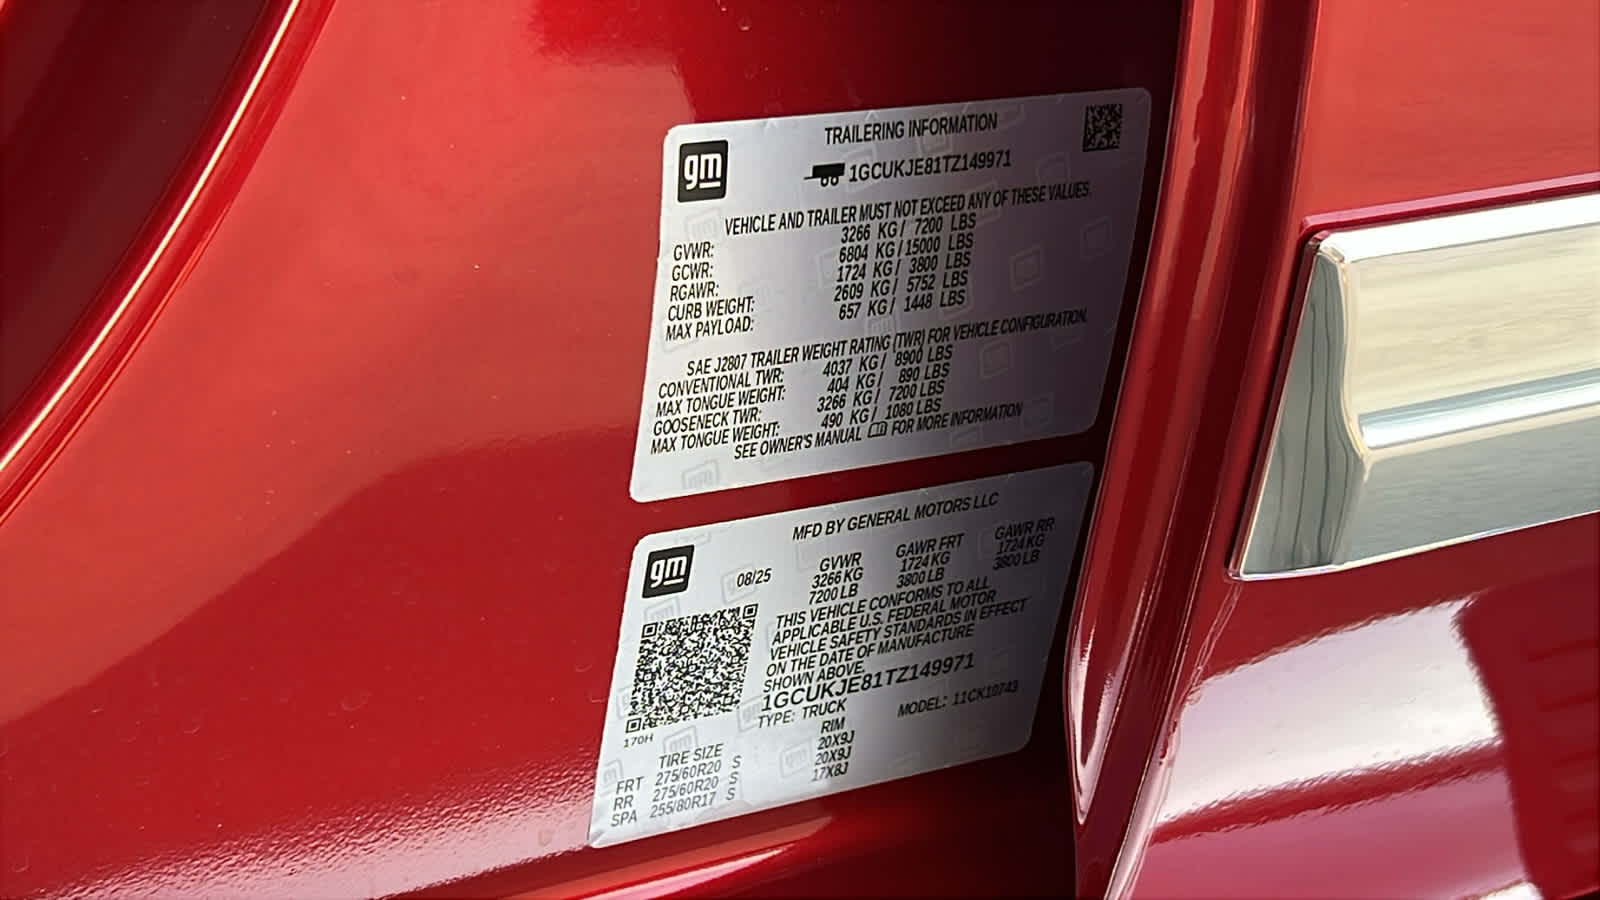 gm
TRAILERING INFORMATION
1GCUKJE81TZ149971
VEHICLE AND TRAILER MUST NOT EXCEED ANY OF THESE VALUES.
GVWR: 3266 KG / 7200 LBS
GCWR: 6804 KG / 15000 LBS
RGAWR: 1724 KG / 3800 LBS
CURB WEIGHT: 2609 KG / 5752 LBS
MAX PAYLOAD: 657 KG / 1448 LBS
SAE J2807 TRAILER WEIGHT RATING (TWR) FOR VEHICLE CONFIGURATION.
CONVENTIONAL TWR: 4037 KG / 8900 LBS
MAX TONGUE WEIGHT: 404 KG / 890 LBS
GOOSENECK TWR: 3266 KG / 7200 LBS
MAX TONGUE WEIGHT: 490 KG / 1080 LBS
SEE OWNER'S MANUAL FOR MORE INFORMATION
gm
MFD BY GENERAL MOTORS LLC
08/25 GVWR GAWR FRT GAWR RR
3266 KG 1724 KG 1724 KG
7200 LB 3800 LB 3800 LB
THIS VEHICLE CONFORMS TO ALL
APPLICABLE U.S. FEDERAL MOTOR
VEHICLE SAFETY STANDARDS IN EFFECT
ON THE DATE OF MANUFACTURE
SHOWN ABOVE.
1GCUKJE81TZ149971
170H
TYPE: TRUCK MODEL: 11CK10743
TIRE SIZE RIM
FRT 275/60R20 S 20X9J
RR 275/60R20 S 20X9J
SPA 255/80R17 S 17X8J